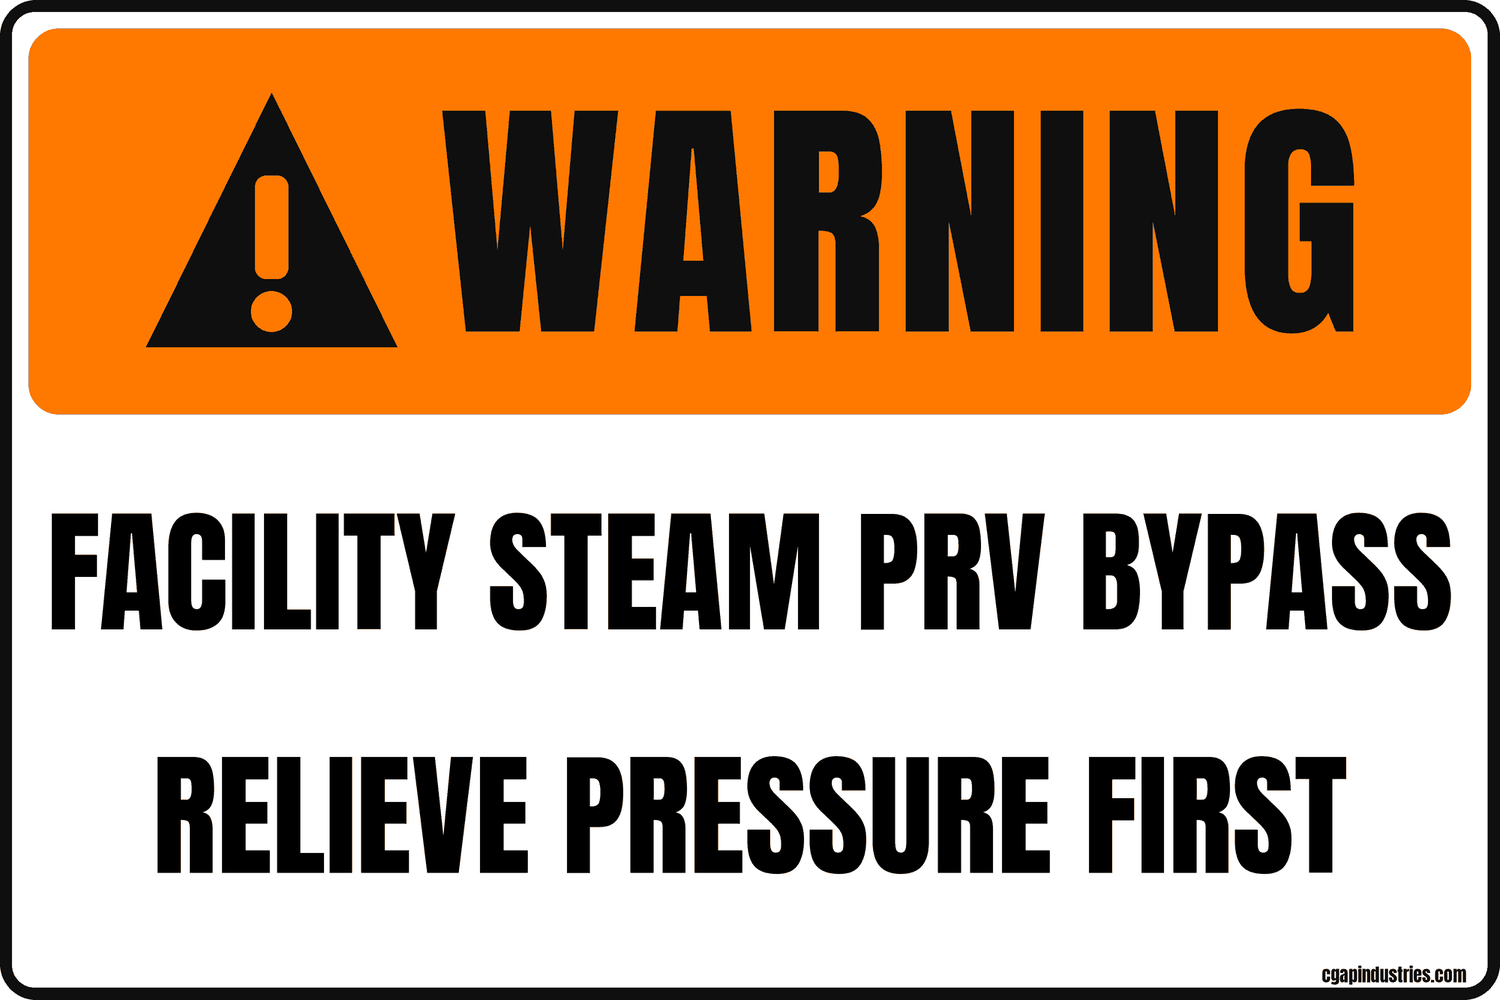 WARNING
FACILITY STEAM PRV BYPASS
RELIEVE PRESSURE FIRST
cgapindustries.com